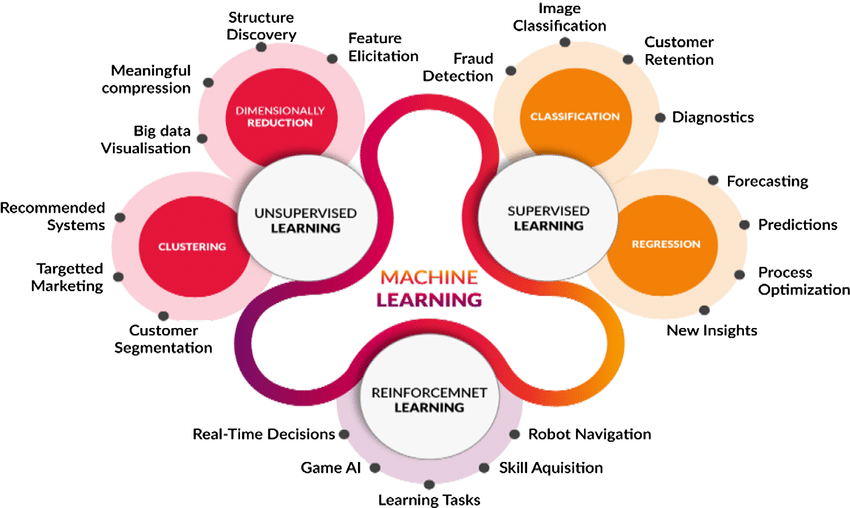 Structure
Discovery
Feature
Elicitation
Meaningful
compression
Big data
Visualisation
DIMENSIONALLY
REDUCTION
UNSUPERVISED
LEARNING
Recommended
Systems
Targetted
Marketing
Customer
Segmentation
CLUSTERING
Image
Classification
Fraud
Detection
Customer
Retention
Diagnostics
CLASSIFICATION
SUPERVISED
LEARNING
Forecasting
Predictions
Process
Optimization
New Insights
REGRESSION
MACHINE
LEARNING
REINFORCEMNET
LEARNING
Real-Time Decisions
Game AI
Learning Tasks
Skill Aquisition
Robot Navigation